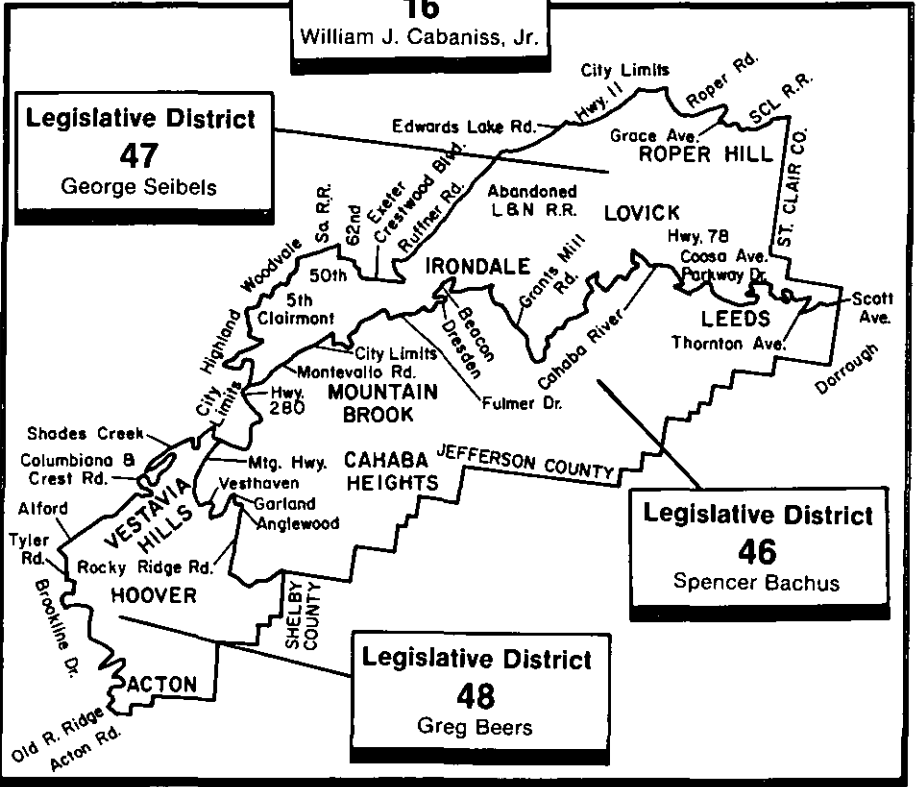 16
William J. Cabaniss, Jr.
City Limits
Hwy. 11
Roper Rd.
SCL R.R.
Legislative District
47
George Seibels
Edwards Lake Rd.
Grace Ave.
ROPER HILL
ST. CLAIR CO.
Abandoned
L&N R.R.
LOVICK
Ruffner Rd.
Crestwood Blvd.
Exeter
62nd
So. R.R.
Woodvale
Hwy. 78
Coosa Ave.
Parkway Dr.
IRONDALE
Grants Mill
Rd.
50th
5th
Clairmont
Highland
Beacon
Dresden
Cahaba River
LEEDS
Scott
Ave.
Thornton Ave.
Dorrough
City Limits
Montevallo Rd.
MOUNTAIN
BROOK
Fulmer Dr.
Hwy.
280
City
Limits
Shades Creek
Columbiana &
Crest Rd.
Mtg. Hwy.
CAHABA
HEIGHTS
JEFFERSON COUNTY
Vesthaven
Garland
Anglewood
Alford
VESTAVIA
HILLS
Tyler
Rd.
Rocky Ridge Rd.
HOOVER
Brookline Dr.
SHELBY
COUNTY
Legislative District
46
Spencer Bachus
Legislative District
48
Greg Beers
ACTON
Old R. Ridge
Acton Rd.